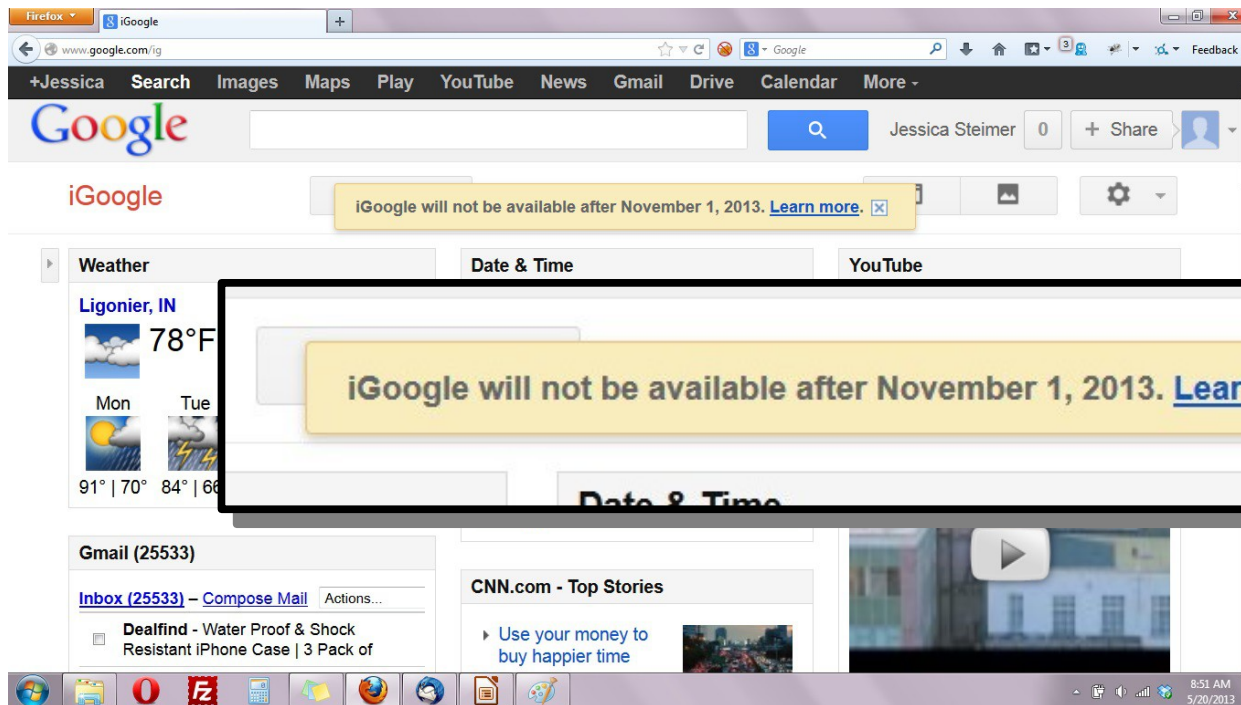 Firefox
iGoogle
www.google.com/ig
Google
3
Feedback
+Jessica Search Images Maps Play YouTube News Gmail Drive Calendar More
Google
Jessica Steimer 0 + Share
iGoogle
iGoogle will not be available after November 1, 2013. Learn more.
Weather
Date & Time
YouTube
Ligonier, IN
78°F
Mon Tue
91° | 70° 84° | 66
iGoogle will not be available after November 1, 2013. Lear
Date & Time
Gmail (25533)
Inbox (25533) – Compose Mail Actions...
Dealfind - Water Proof & Shock
Resistant iPhone Case | 3 Pack of
CNN.com - Top Stories
Use your money to
buy happier time
8:51 AM
5/20/2013